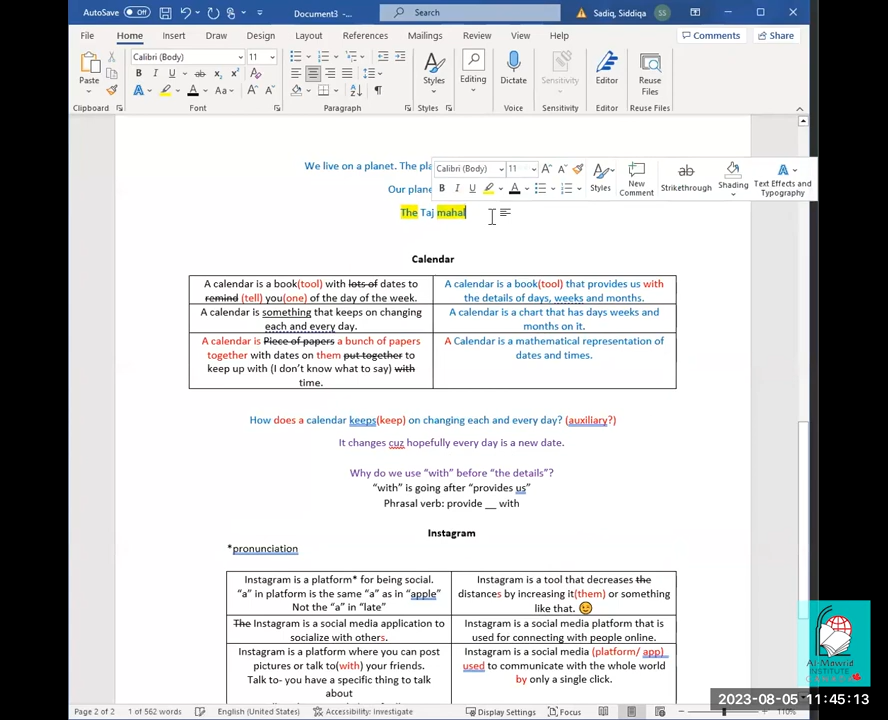 AutoSave Off Document3 -... Search Sadiq, Siddiqa SS
File Home Insert Draw Design Layout References Mailings Review View Help Comments Share
Calibri (Body) 11
Paste Styles Editing Dictate Sensitivity Editor Reuse Files
Clipboard Font Paragraph Styles Voice Sensitivity Editor Reuse Files
We live on a planet. The pla
Calibri (Body) 11
Styles New Comment Strikethrough Shading Text Effects and Typography
Our plane
The Taj mahal
Calendar
A calendar is a book(tool) with lots of dates to
remind (tell) you(one) of the day of the week.
A calendar is a book(tool) that provides us with
the details of days, weeks and months.
A calendar is something that keeps on changing
each and every day.
A calendar is a chart that has days weeks and
months on it.
A calendar is Piece of papers a bunch of papers
together with dates on them put together to
keep up with (I don't know what to say) with
time.
A Calendar is a mathematical representation of
dates and times.
How does a calendar keeps(keep) on changing each and every day? (auxiliary?)
It changes cuz hopefully every day is a new date.
Why do we use "with" before "the details"?
"with" is going after "provides us"
Phrasal verb: provide __ with
Instagram
*pronunciation
Instagram is a platform* for being social.
"a" in platform is the same "a" as in "apple"
Not the "a" in "late"
Instagram is a tool that decreases the
distances by increasing it(them) or something
like that.
The Instagram is a social media application to
socialize with others.
Instagram is a social media platform that is
used for connecting with people online.
Instagram is a platform where you can post
pictures or talk to(with) your friends.
Talk to- you have a specific thing to talk
about
Instagram is a social media (platform/ app)
used to communicate with the whole world
by only a single click.
Al-Mawrid
INSTITUTE
CANADA
2023-08-05 11:45:13
Page 2 of 2 1 of 562 words English (United States) Accessibility: Investigate Display Settings Focus 110%